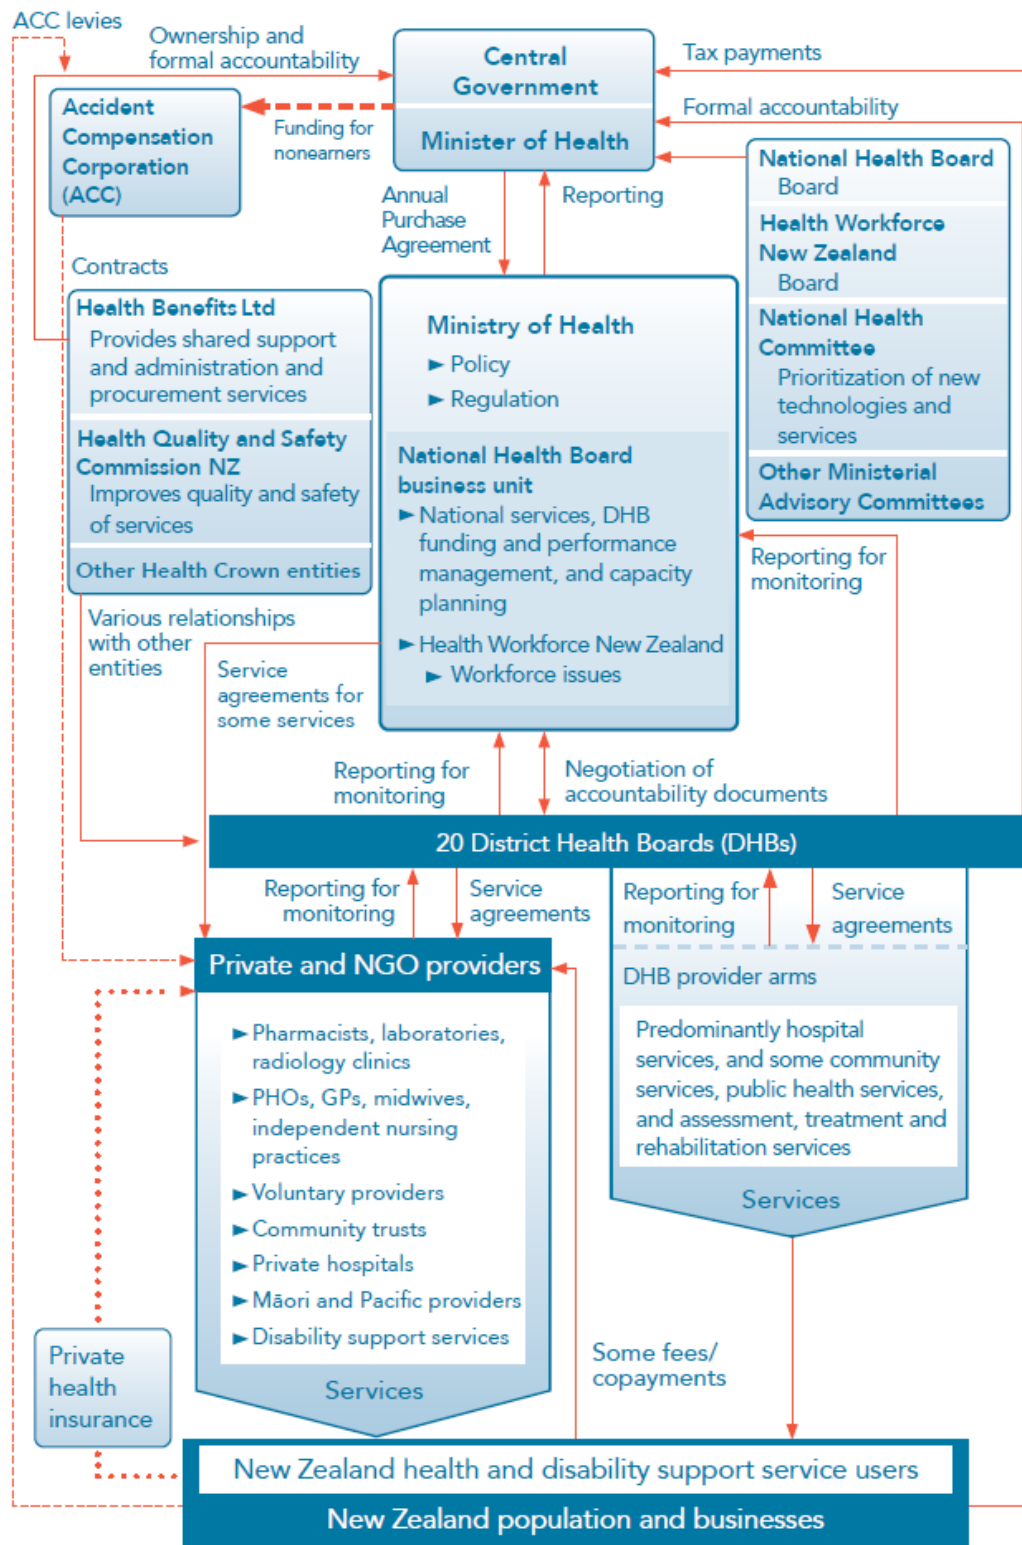 ACC levies
Ownership and
formal accountability
Central
Government
Minister of Health
Tax payments
Formal accountability
Accident
Compensation
Corporation
(ACC)
Funding for
nonearners
National Health Board
Board
Health Workforce
New Zealand
Board
National Health
Committee
Prioritization of new
technologies and
services
Other Ministerial
Advisory Committees
Annual
Purchase
Agreement
Reporting
Contracts
Health Benefits Ltd
Provides shared support
and administration and
procurement services
Health Quality and Safety
Commission NZ
Improves quality and safety
of services
Other Health Crown entities
Ministry of Health
► Policy
► Regulation
National Health Board
business unit
► National services, DHB
funding and performance
management, and capacity
planning
► Health Workforce New Zealand
► Workforce issues
Reporting for
monitoring
Various relationships
with other
entities
Service
agreements for
some services
Reporting for
monitoring
Negotiation of
accountability documents
20 District Health Boards (DHBs)
Reporting for
monitoring
Service
agreements
Reporting for
monitoring
Service
agreements
Private and NGO providers
► Pharmacists, laboratories,
radiology clinics
► PHOs, GPs, midwives,
independent nursing
practices
► Voluntary providers
► Community trusts
► Private hospitals
► Māori and Pacific providers
► Disability support services
Services
DHB provider arms
Predominantly hospital
services, and some community
services, public health services,
and assessment, treatment and
rehabilitation services
Services
Private
health
insurance
Some fees/
copayments
New Zealand health and disability support service users
New Zealand population and businesses